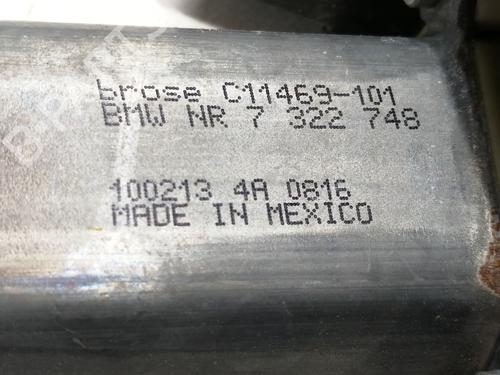 brose C11469-101
BMW NR 7 322 748
100213 4A 0816
MADE IN MEXICO